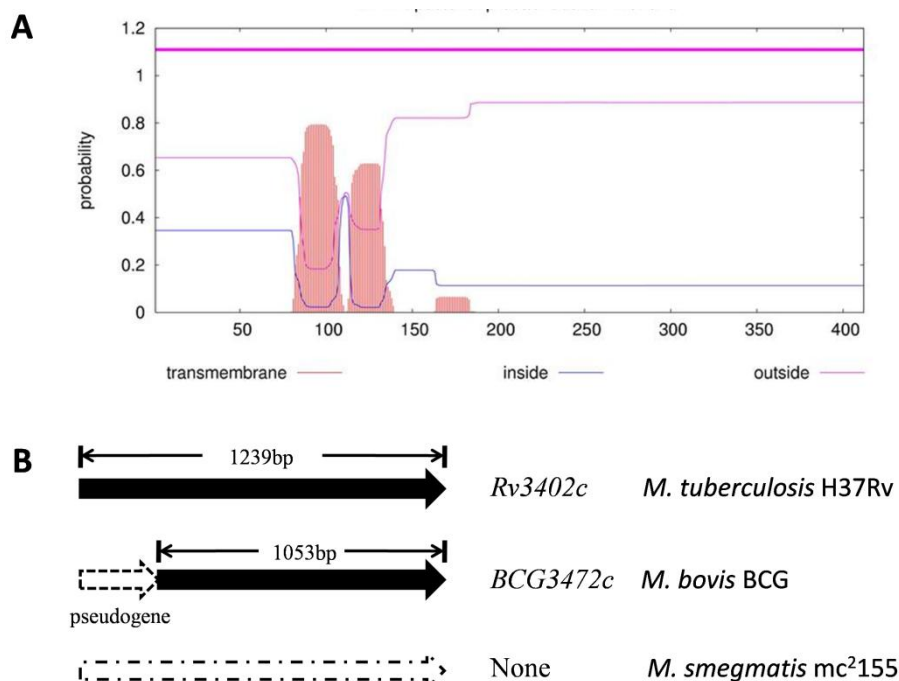 A
1.2
1
0.8
0.6
0.4
0.2
0
probability
50 100 150 200 250 300 350 400
transmembrane inside outside
B
1239bp
Rv3402c M. tuberculosis H37Rv
1053bp
BCG3472c M. bovis BCG
pseudogene
None M. smegmatis mc²155